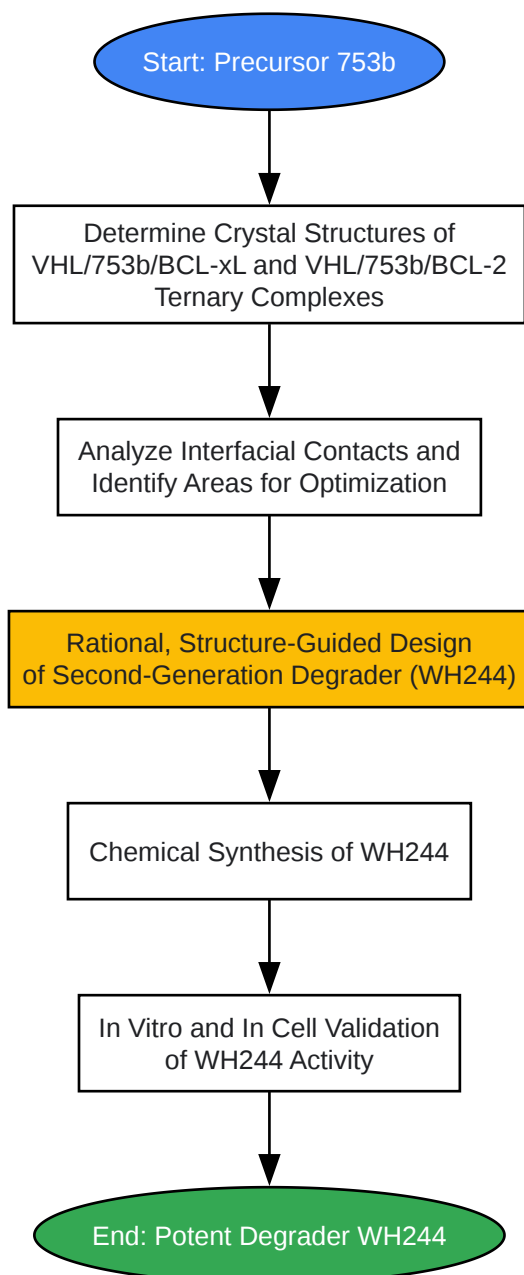 Start: Precursor 753b
Determine Crystal Structures of
VHL/753b/BCL-xL and VHL/753b/BCL-2
Ternary Complexes
Analyze Interfacial Contacts and
Identify Areas for Optimization
Rational, Structure-Guided Design
of Second-Generation Degrader (WH244)
Chemical Synthesis of WH244
In Vitro and In Cell Validation
of WH244 Activity
End: Potent Degrader WH244